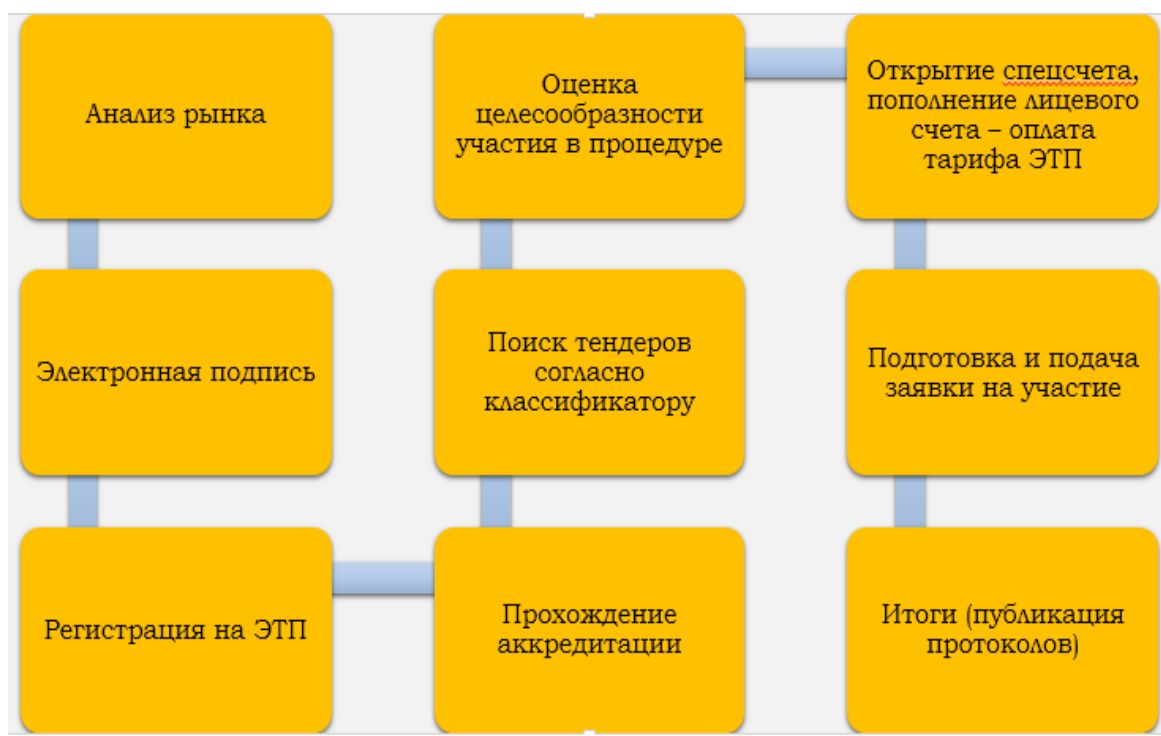 Анализ рынка
Электронная подпись
Регистрация на ЭТП
Прохождение
аккредитации
Поиск тендеров
согласно
классификатору
Оценка
целесообразности
участия в процедуре
Открытие спецсчета,
пополнение лицевого
счета – оплата
тарифа ЭТП
Подготовка и подача
заявки на участие
Итоги (публикация
протоколов)